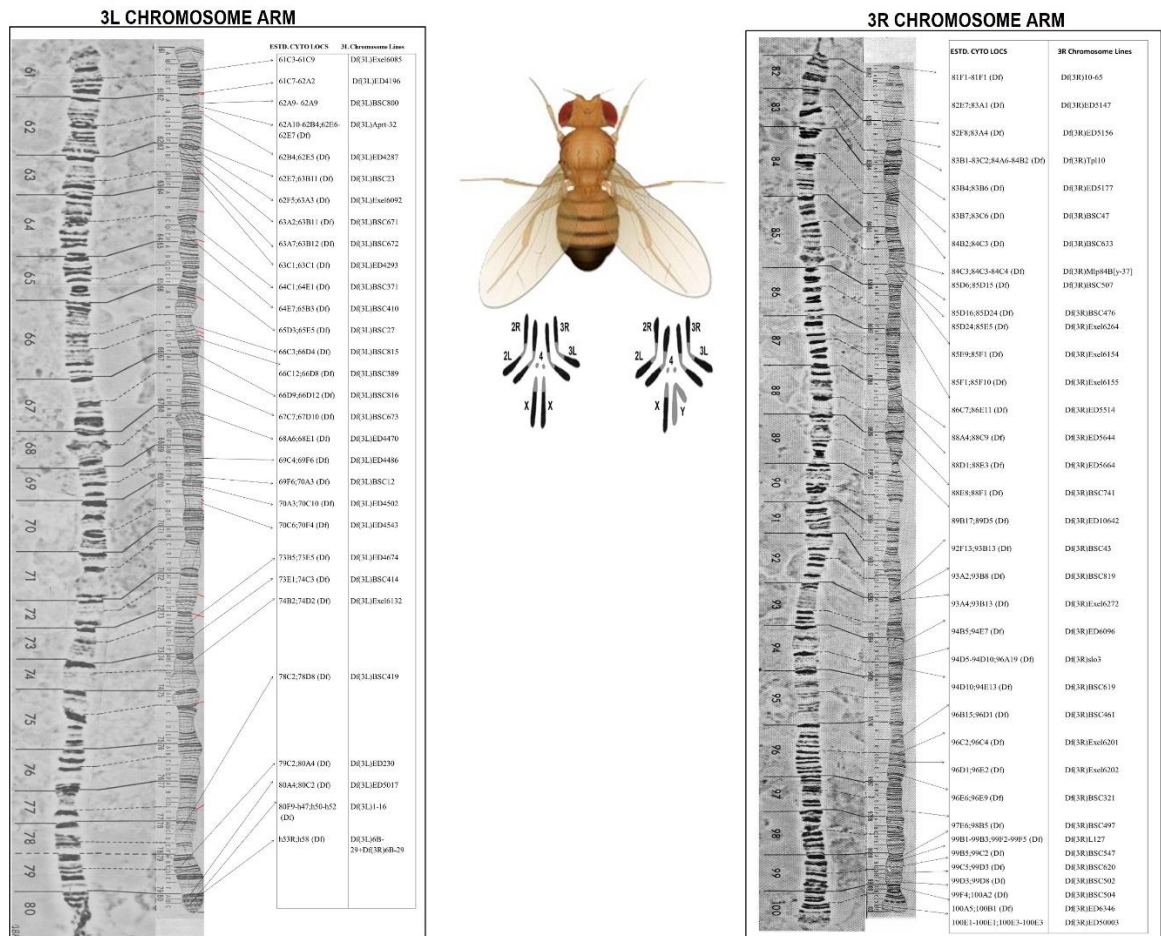 3L CHROMOSOME ARM
61
62
63
64
65
66
67
68
69
70
71
72
73
74
75
76
77
78
79
80
ESTD. CYTO LOCS 3L Chromosome Lines
61C3-61C9 Df(3L)Exel6085
61C7-62A2 Df(3L)ED4196
62A9- 62A9 Df(3L)BSC800
62A10-62B4;62E6- Df(3L)Aprt-32
62E7 (Df)
62B4;62E5 (Df) Df(3L)ED4287
62E7;63B11 (Df) Df(3L)BSC23
62F5;63A3 (Df) Df(3L)Exel6092
63A2;63B11 (Df) Df(3L)BSC671
63A7;63B12 (Df) Df(3L)BSC672
63C1;63C1 (Df) Df(3L)ED4293
64C1;64E1 (Df) Df(3L)BSC371
64E7;65B3 (Df) Df(3L)BSC410
65D3;65E5 (Df) Df(3L)BSC27
66C3;66D4 (Df) Df(3L)BSC815
66C12;66D8 (Df) Df(3L)BSC389
66D9;66D12 (Df) Df(3L)BSC816
67C7;67D10 (Df) Df(3L)BSC673
68A6;68E1 (Df) Df(3L)ED4470
69C4;69F6 (Df) Df(3L)ED4486
69F6;70A3 (Df) Df(3L)BSC12
70A3;70C10 (Df) Df(3L)ED4502
70C6;70F4 (Df) Df(3L)ED4543
73B5;73E5 (Df) Df(3L)ED4674
73E1;74C3 (Df) Df(3L)BSC414
74B2;74D2 (Df) Df(3L)Exel6132
78C2;78D8 (Df) Df(3L)BSC419
79C2;80A4 (Df) Df(3L)ED230
80A4;80C2 (Df) Df(3L)ED5017
80F9-h47;h50-h52 Df(3L)1-16
(Df)
h53R;h58 (Df) Df(3L)6B-
29+Df(3R)6B-29
2R 3R
2L 4 3L
X X
2R 3R
2L 4 3L
X Y
3R CHROMOSOME ARM
82
83
84
85
86
87
88
89
90
91
92
93
94
95
96
97
98
99
100
ESTD. CYTO LOCS 3R Chromosome Lines
81F1-81F1 (Df) Df(3R)10-65
82E7;83A1 (Df) Df(3R)ED5147
82F8;83A4 (Df) Df(3R)ED5156
83B1-83C2;84A6-84B2 (Df) Df(3R)Tpl10
83B4;83B6 (Df) Df(3R)ED5177
83B7;83C6 (Df) Df(3R)BSC47
84B2;84C3 (Df) Df(3R)BSC633
84C3;84C3-84C4 (Df) Df(3R)Mlp84B[y-37]
85D6;85D15 (Df) Df(3R)BSC507
85D16;85D24 (Df) Df(3R)BSC476
85D24;85E5 (Df) Df(3R)Exel6264
85E9;85F1 (Df) Df(3R)Exel6154
85F1;85F10 (Df) Df(3R)Exel6155
86C7;86E11 (Df) Df(3R)ED5514
88A4;88C9 (Df) Df(3R)ED5644
88D1;88E3 (Df) Df(3R)ED5664
88E8;88F1 (Df) Df(3R)BSC741
89B17;89D5 (Df) Df(3R)ED10642
92F13;93B13 (Df) Df(3R)BSC43
93A2;93B8 (Df) Df(3R)BSC819
93A4;93B13 (Df) Df(3R)Exel6272
94B5;94E7 (Df) Df(3R)ED6096
94D5-94D10;96A19 (Df) Df(3R)slo3
94D10;94E13 (Df) Df(3R)BSC619
96B15;96D1 (Df) Df(3R)BSC461
96C2;96C4 (Df) Df(3R)Exel6201
96D1;96E2 (Df) Df(3R)Exel6202
96E6;96E9 (Df) Df(3R)BSC321
97E6;98B5 (Df) Df(3R)BSC497
99B1-99B3;99F2-99F5 (Df) Df(3R)L127
99B5;99C2 (Df) Df(3R)BSC547
99C5;99D3 (Df) Df(3R)BSC620
99D3;99D8 (Df) Df(3R)BSC502
99F4;100A2 (Df) Df(3R)BSC504
100A5;100B1 (Df) Df(3R)ED6346
100E1-100E1;100E3-100E3 Df(3R)ED50003